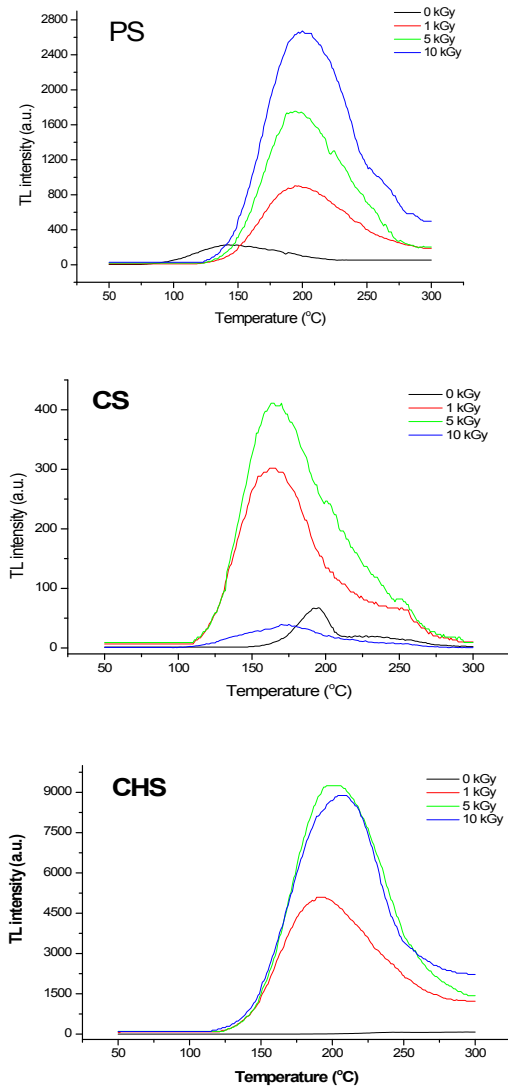 PS
0 kGy
1 kGy
5 kGy
10 kGy
2800
2400
2000
1600
1200
800
400
0
TL intensity (a.u.)
50 100 150 200 250 300
Temperature (°C)
CS
0 kGy
1 kGy
5 kGy
10 kGy
400
300
200
100
0
TL intensity (a.u.)
50 100 150 200 250 300
Temperature (°C)
CHS
0 kGy
1 kGy
5 kGy
10 kGy
9000
7500
6000
4500
3000
1500
0
TL intensity (a.u.)
50 100 150 200 250 300
Temperature (°C)